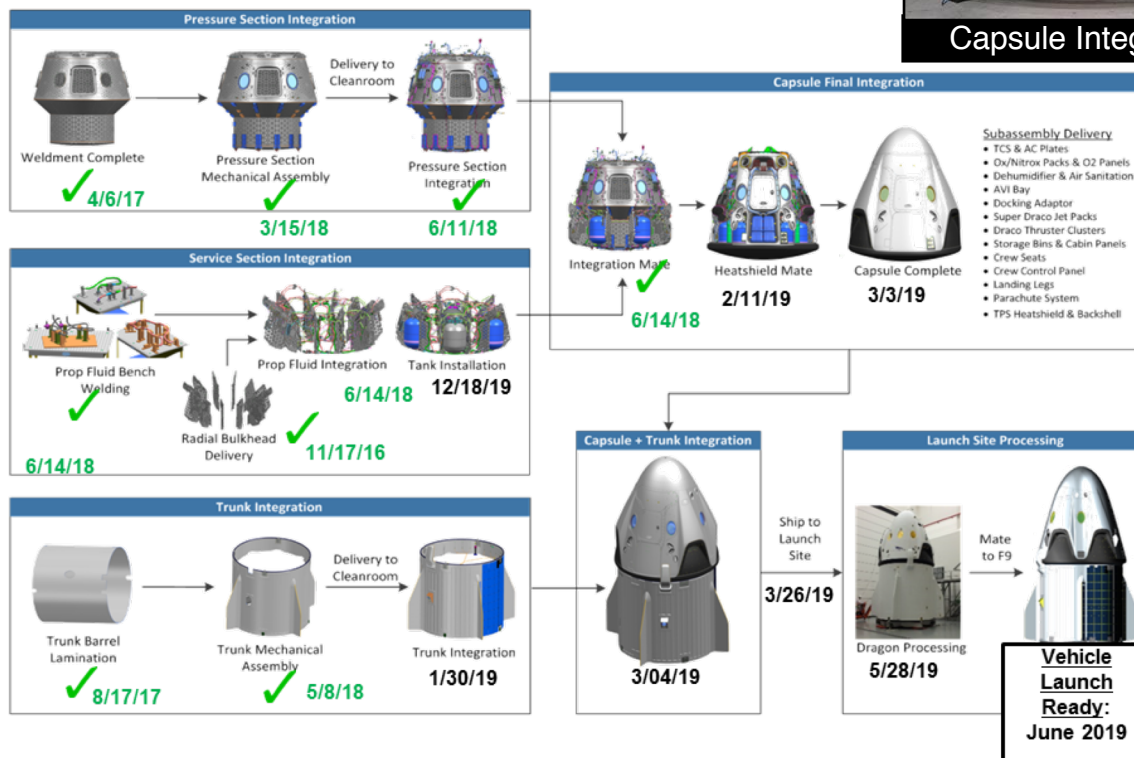 Capsule Integ
Pressure Section Integration
Weldment Complete
4/6/17
Pressure Section
Mechanical Assembly
3/15/18
Delivery to
Cleanroom
Pressure Section
Integration
6/11/18
Service Section Integration
Prop Fluid Bench
Welding
6/14/18
Radial Bulkhead
Delivery
11/17/16
Prop Fluid Integration
6/14/18
Tank Installation
12/18/19
Trunk Integration
Trunk Barrel
Lamination
8/17/17
Trunk Mechanical
Assembly
5/8/18
Delivery to
Cleanroom
Trunk Integration
1/30/19
Capsule Final Integration
Integration Mate
6/14/18
Heatshield Mate
2/11/19
Capsule Complete
3/3/19
Subassembly Delivery
• TCS & AC Plates
• Ox/Nitrox Packs & O2 Panels
• Dehumidifier & Air Sanitation
• AVI Bay
• Docking Adaptor
• Super Draco Jet Packs
• Draco Thruster Clusters
• Storage Bins & Cabin Panels
• Crew Seats
• Crew Control Panel
• Landing Legs
• Parachute System
• TPS Heatshield & Backshell
Capsule + Trunk Integration
3/04/19
Ship to
Launch
Site
3/26/19
Launch Site Processing
Dragon Processing
5/28/19
Mate
to F9
Vehicle
Launch
Ready:
June 2019